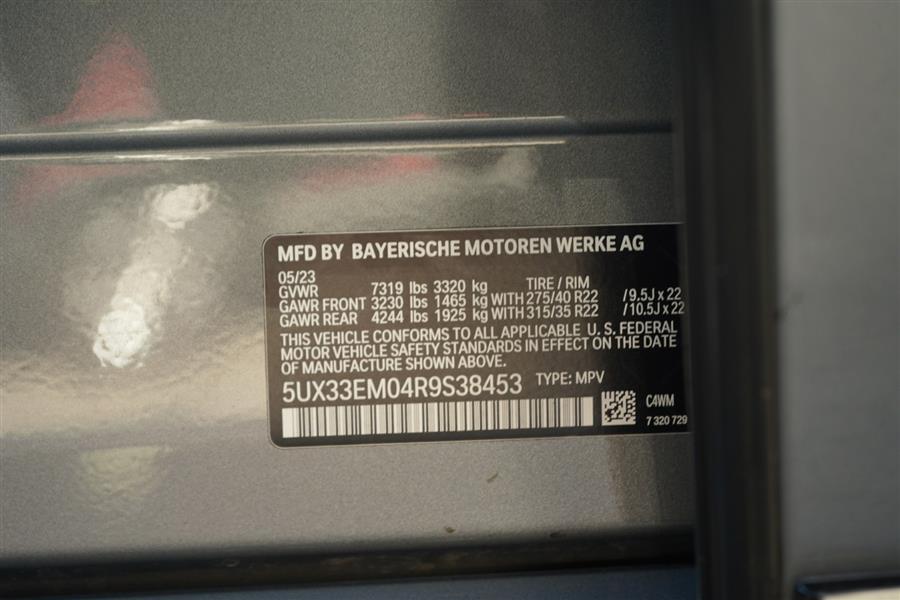 MFD BY BAYERISCHE MOTOREN WERKE AG
05/23
GVWR 7319 lbs 3320 kg TIRE / RIM
GAWR FRONT 3230 lbs 1465 kg WITH 275/40 R22 / 9.5J x 22
GAWR REAR 4244 lbs 1925 kg WITH 315/35 R22 / 10.5J x 22
THIS VEHICLE CONFORMS TO ALL APPLICABLE U. S. FEDERAL
MOTOR VEHICLE SAFETY STANDARDS IN EFFECT ON THE DATE
OF MANUFACTURE SHOWN ABOVE.
5UX33EM04R9S38453 TYPE: MPV
C4WM
7 320 729